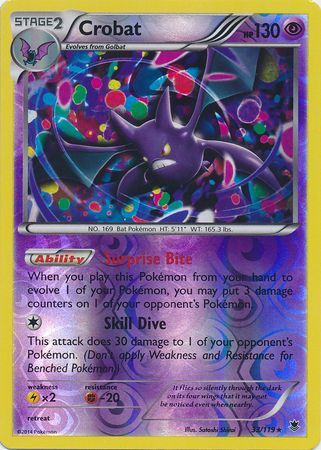 STAGE2 Crobat HP130
Evolves from Golbat
NO. 169 Bat Pokémon HT: 5'11" WT: 165.3 lbs.
Ability Surprise Bite
When you play this Pokémon from your hand to
evolve 1 of your Pokémon, you may put 3 damage
counters on 1 of your opponent's Pokémon.
Skill Dive
This attack does 30 damage to 1 of your opponent's
Pokémon. (Don't apply Weakness and Resistance for
Benched Pokémon.)
weakness resistance
×2 -20
retreat
It flies so silently through the dark
on its four wings that it may not
be noticed even when nearby.
Illus. Satoshi Shirai 33/119
©2014 Pokémon